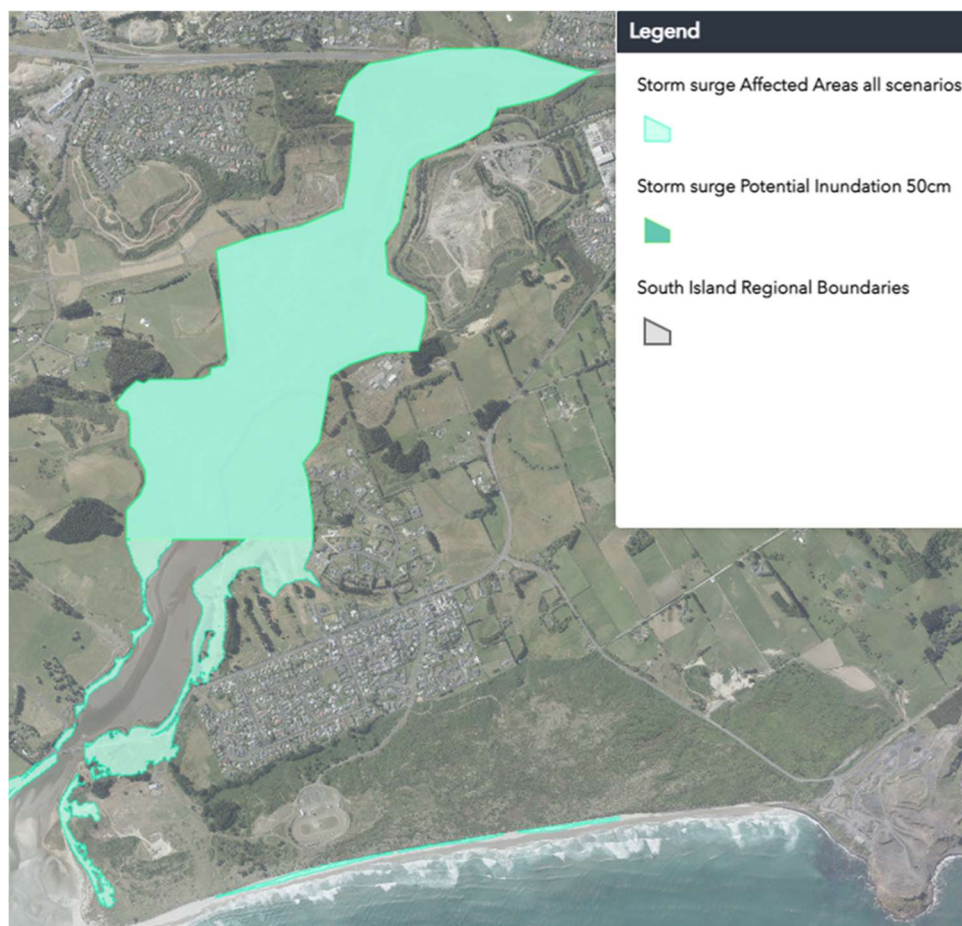 Legend
Storm surge Affected Areas all scenarios
Storm surge Potential Inundation 50cm
South Island Regional Boundaries